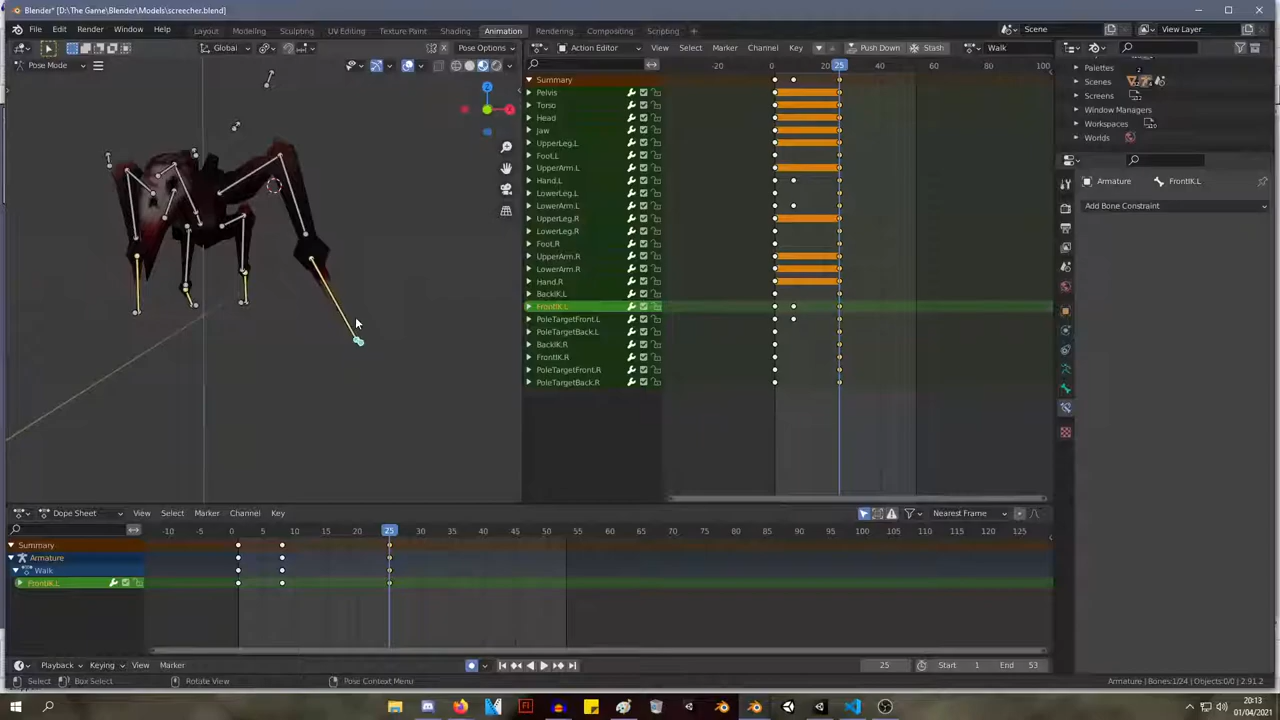 Blender* [D:\The Game\Blender\Models\screecher.blend]
File Edit Render Window Help Layout Modeling Sculpting UV Editing Texture Paint Shading Animation Rendering Compositing Scripting Scene View Layer
Global Pose Options Action Editor View Select Marker Channel Key Push Down Stash Walk
Pose Mode
-20 0 20 25 40 60 80 100
Palettes 2
Summary
Scenes
Pelvis
Screens
Torso
Window Managers
Head
Workspaces
Jaw
Worlds
UpperLeg.L
Foot.L
UpperArm.L
Hand.L
Armature FrontIK.L
LowerLeg.L
LowerArm.L
Add Bone Constraint
UpperLeg.R
LowerLeg.R
Foot.R
UpperArm.R
LowerArm.R
Hand.R
BackIK.L
FrontIK.L
PoleTargetFront.L
PoleTargetBack.L
BackIK.R
FrontIK.R
PoleTargetFront.R
PoleTargetBack.R
X
Z
Dope Sheet View Select Marker Channel Key Nearest Frame
-10 0 5 10 15 20 25 30 35 40 45 50 55 60 65 70 75 80 85 90 95 100 105 110 115 120 125
Summary
Armature
Walk
FrontIK.L
Playback Keying View Marker 25 Start 1 End 53
Select Box Select Rotate View Pose Context Menu Armature | Bones:1/24 | Objects:0/0 | 2.91.2
20:13
01/04/2021